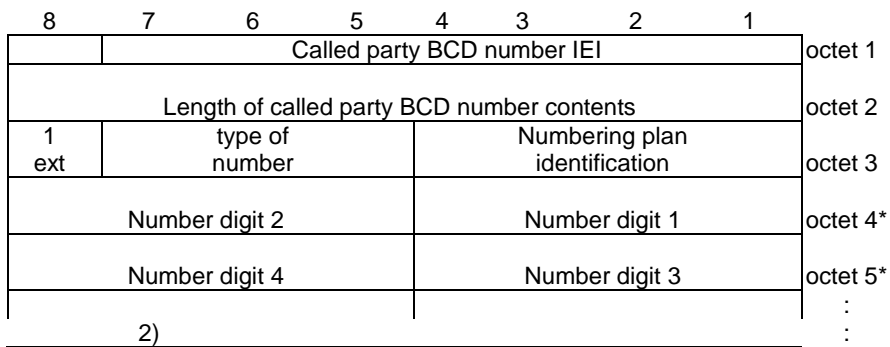 8 7 6 5 4 3 2 1
Called party BCD number IEI octet 1
Length of called party BCD number contents octet 2
1 type of Numbering plan
ext number identification octet 3
Number digit 2 Number digit 1 octet 4*
Number digit 4 Number digit 3 octet 5*
:
2) :